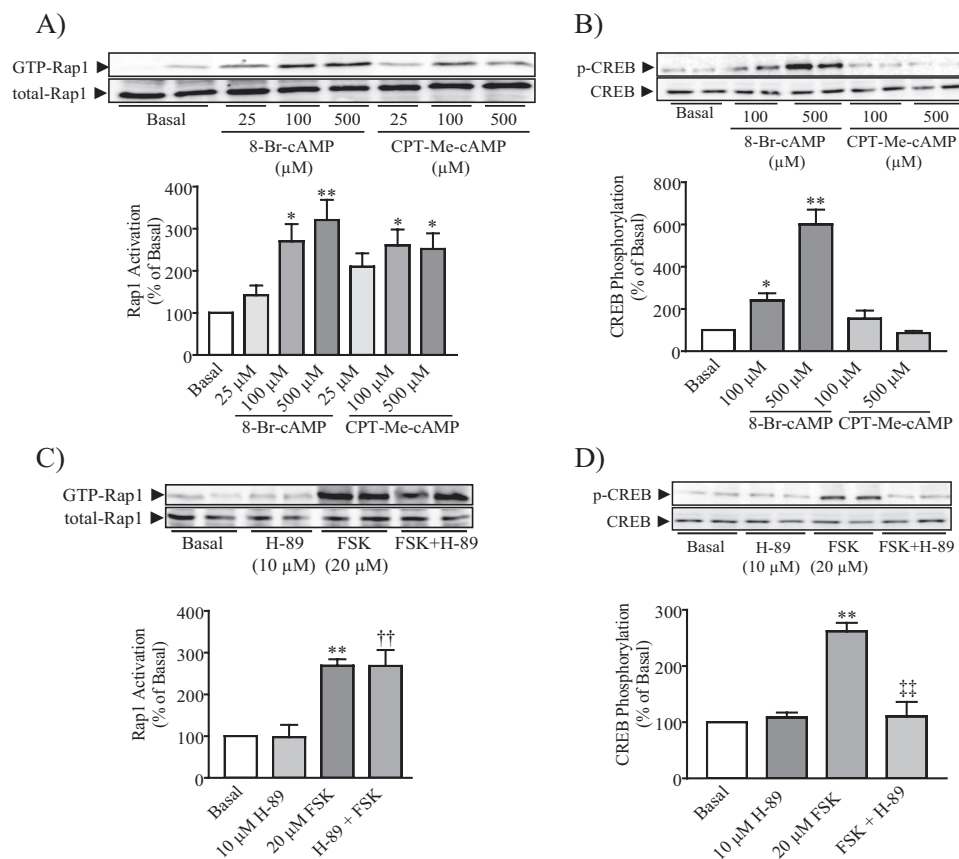 A)
GTP-Rap1
total-Rap1
Basal
25 100 500 25 100 500
8-Br-cAMP CPT-Me-cAMP
(µM) (µM)
Rap1 Activation
(% of Basal)
400
300
200
100
0
* ** * *
Basal
25 µM
100 µM
500 µM
25 µM
100 µM
500 µM
8-Br-cAMP CPT-Me-cAMP
B)
p-CREB
CREB
Basal
100 500 100 500
8-Br-cAMP CPT-Me-cAMP
(µM) (µM)
CREB Phosphorylation
(% of Basal)
800
600
400
200
0
* **
Basal
100 µM
500 µM
100 µM
500 µM
8-Br-cAMP CPT-Me-cAMP
C)
GTP-Rap1
total-Rap1
Basal H-89 FSK FSK+H-89
(10 µM) (20 µM)
Rap1 Activation
(% of Basal)
400
300
200
100
0
** ††
Basal
10 µM H-89
20 µM FSK
H-89 + FSK
D)
p-CREB
CREB
Basal H-89 FSK FSK+H-89
(10 µM) (20 µM)
CREB Phosphorylation
(% of Basal)
300
200
100
0
** ‡‡
Basal
10 µM H-89
20 µM FSK
FSK + H-89